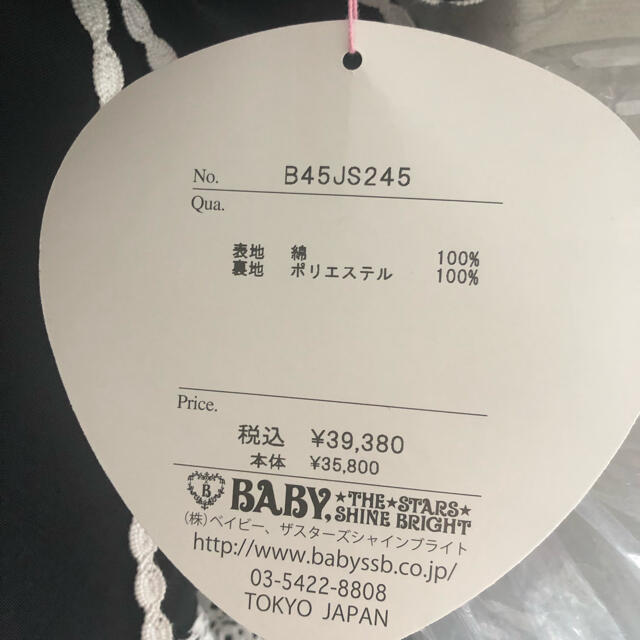 No. B45JS245
Qua.
表地 綿 100%
裏地 ポリエステル 100%
Price.
税込 ¥39,380
本体 ¥35,800
B BABY, ★THE★STARS★
SHINE BRIGHT
(株)ベイビー、ザスターズシャインブライト
http://www.babyssb.co.jp/
03-5422-8808
TOKYO JAPAN